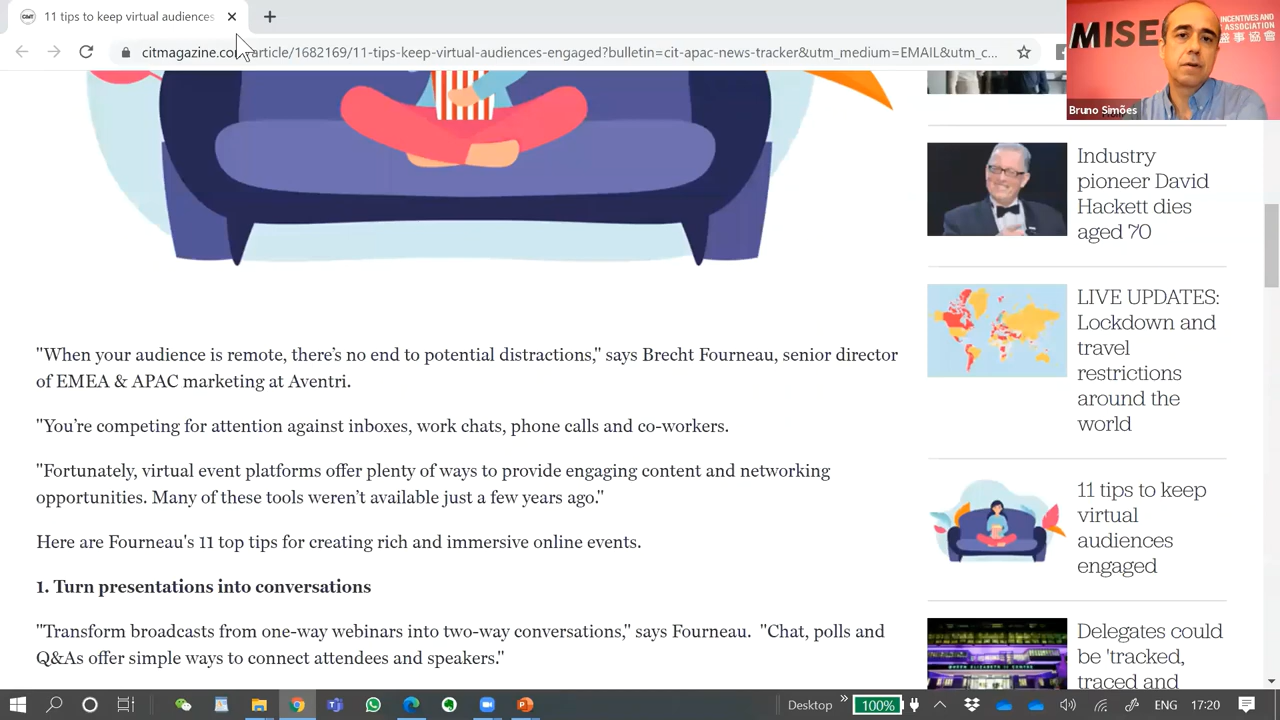 11 tips to keep virtual audiences
citmagazine.co
article/1682169/11-tips-keep-virtual-audiences-engaged?bulletin=cit-apac-news-tracker&utm_medium=EMAIL&utm_c...
MISE
INCENTIVES AND
ASSOCIATION
Bruno Simões
"When your audience is remote, there's no end to potential distractions," says Brecht Fourneau, senior director
of EMEA & APAC marketing at Aventri.
"You're competing for attention against inboxes, work chats, phone calls and co-workers.
"Fortunately, virtual event platforms offer plenty of ways to provide engaging content and networking
opportunities. Many of these tools weren't available just a few years ago."
Here are Fourneau's 11 top tips for creating rich and immersive online events.
1. Turn presentations into conversations
"Transform broadcasts from one-way webinars into two-way conversations," says Fourneau. "Chat, polls and
Q&As offer simple ways to enthrall attendees and speakers."
Industry
pioneer David
Hackett dies
aged 70
LIVE UPDATES:
Lockdown and
travel
restrictions
around the
world
11 tips to keep
virtual
audiences
engaged
Delegates could
be 'tracked,
traced and
Desktop
100%
ENG
17:20